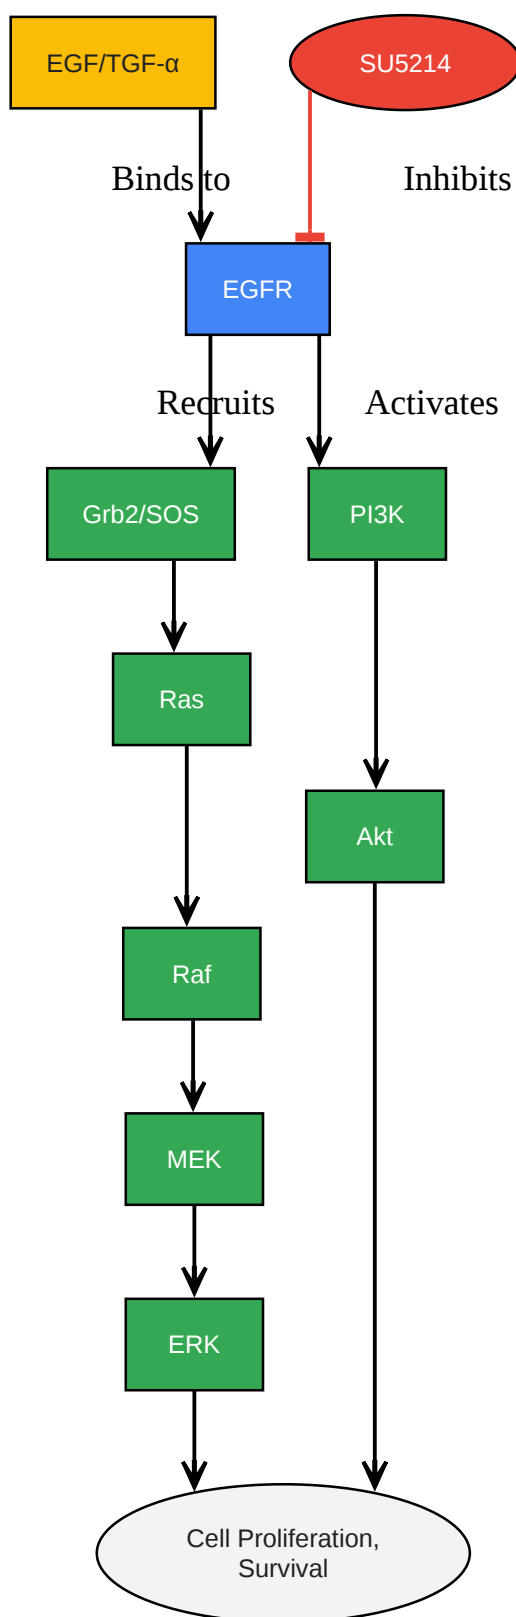 EGF/TGF-α
SU5214
Binds to
Inhibits
EGFR
Recruits
Activates
Grb2/SOS
PI3K
Ras
Akt
Raf
MEK
ERK
Cell Proliferation,
Survival